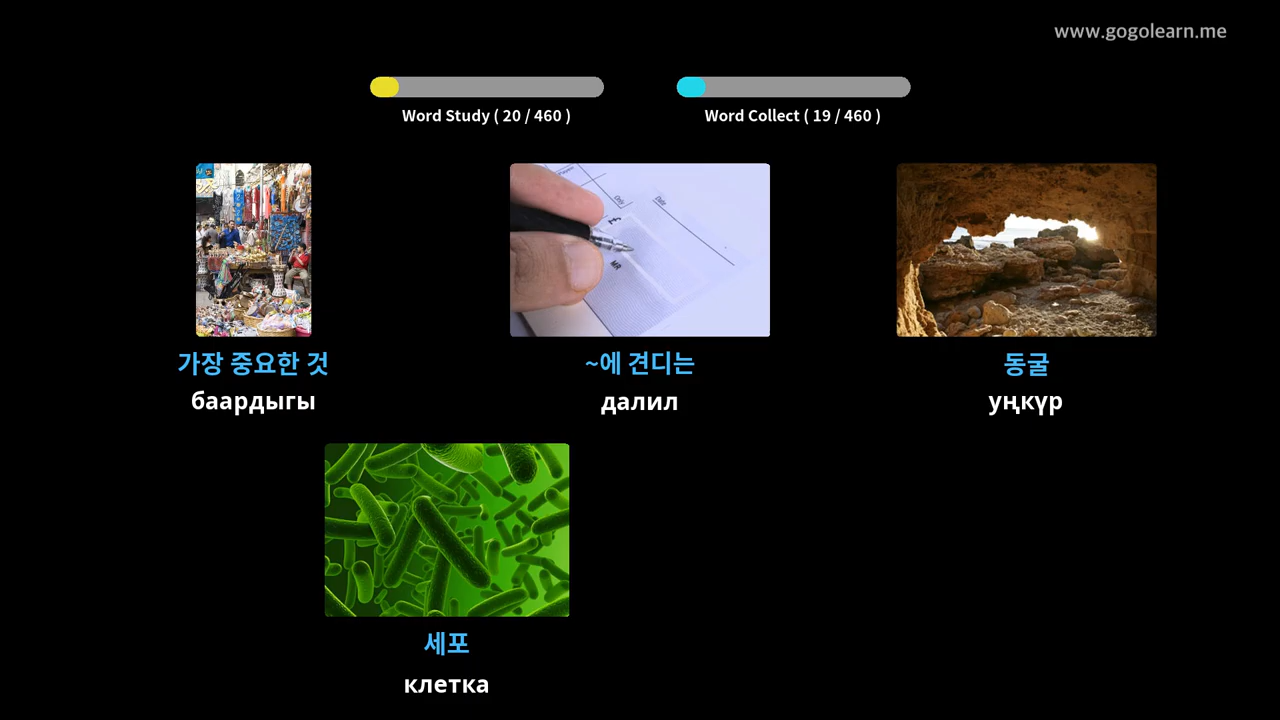 www.gogolearn.me
Word Study ( 20 / 460 )
Word Collect ( 19 / 460 )
가장 중요한 것
баардыгы
~에 견디는
далил
동굴
үңкүр
세포
клетка